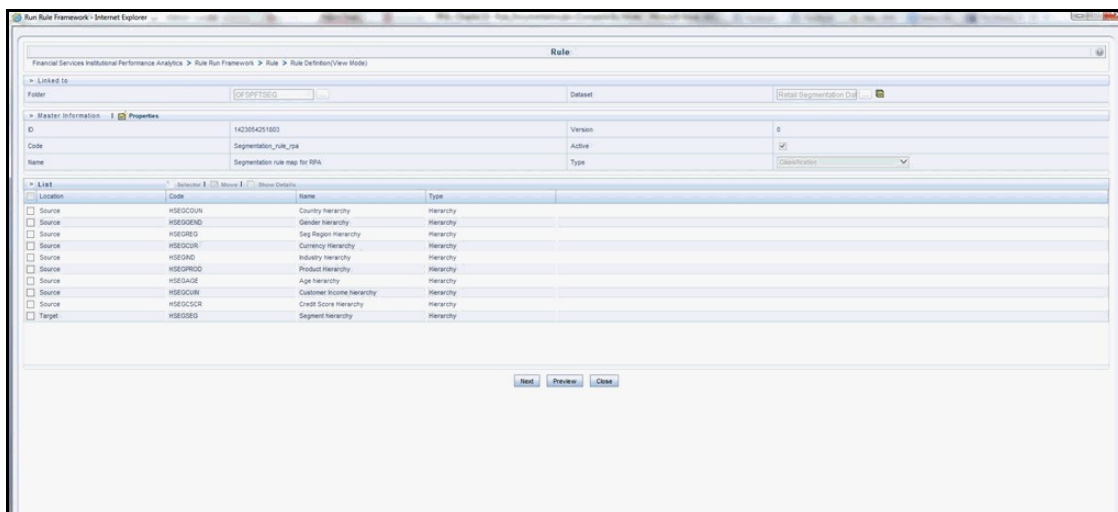 Run Rule Framework - Internet Explorer
Rule
Financial Services Institutional Performance Analytics > Rule Run Framework > Rule > Rule Definition(View Mode)
» Linked to
Folder OFSPFTSEG ... Dataset Retail Segmentation Dat ...
» Master Information Properties
ID 1423054251803 Version 0
Code Segmentation_rule_rpa Active
Name Segmentation rule map for RPA Type Classification
» List Selector Move Show Details
Location Code Name Type
Source HSEGCOUN Country hierarchy Hierarchy
Source HSEGGEND Gender hierarchy Hierarchy
Source HSEGREG Seg Region Hierarchy Hierarchy
Source HSEGCUR Currency Hierarchy Hierarchy
Source HSEGIND Industry hierarchy Hierarchy
Source HSEGPROD Product Hierarchy Hierarchy
Source HSEGAGE Age hierarchy Hierarchy
Source HSEGCUIN Customer Income hierarchy Hierarchy
Source HSEGCSCR Credit Score Hierarchy Hierarchy
Target HSEGSEG Segment hierarchy Hierarchy
Next Preview Close